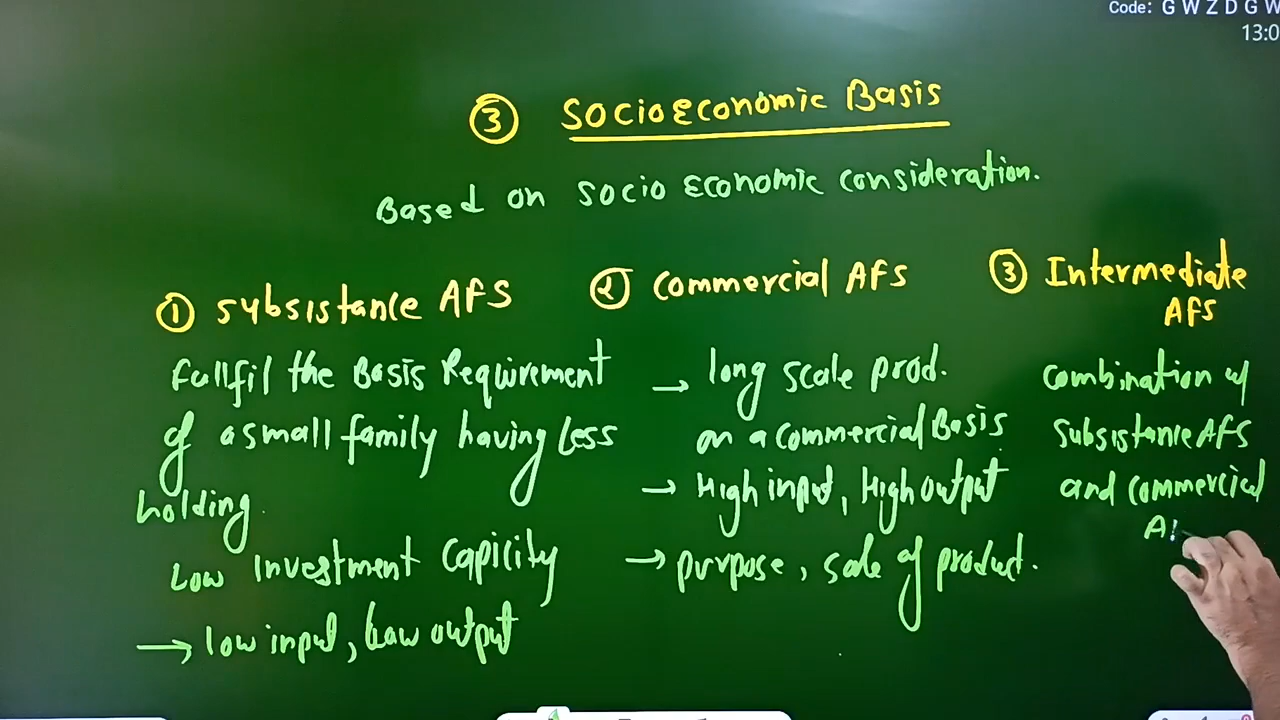 Code: G W Z D G W
13:0
③ Socioeconomic Basis
Based on socio economic consideration.
① Subsistance AFS
Fullfil the Basis Requirement
of a small family having less
holding.
Low Investment Capicity
→ low input, low output
② Commercial AFS
→ long scale prod.
on a commercial Basis
→ High input, High output
→ purpose, sale of product.
③ Intermediate
AFS
combination of
subsistance AFS
and commercial
A